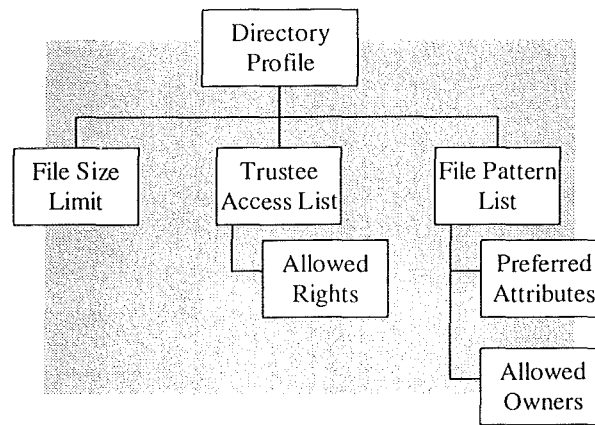 Directory
Profile
File Size
Limit
Trustee
Access List
File Pattern
List
Allowed
Rights
Preferred
Attributes
Allowed
Owners